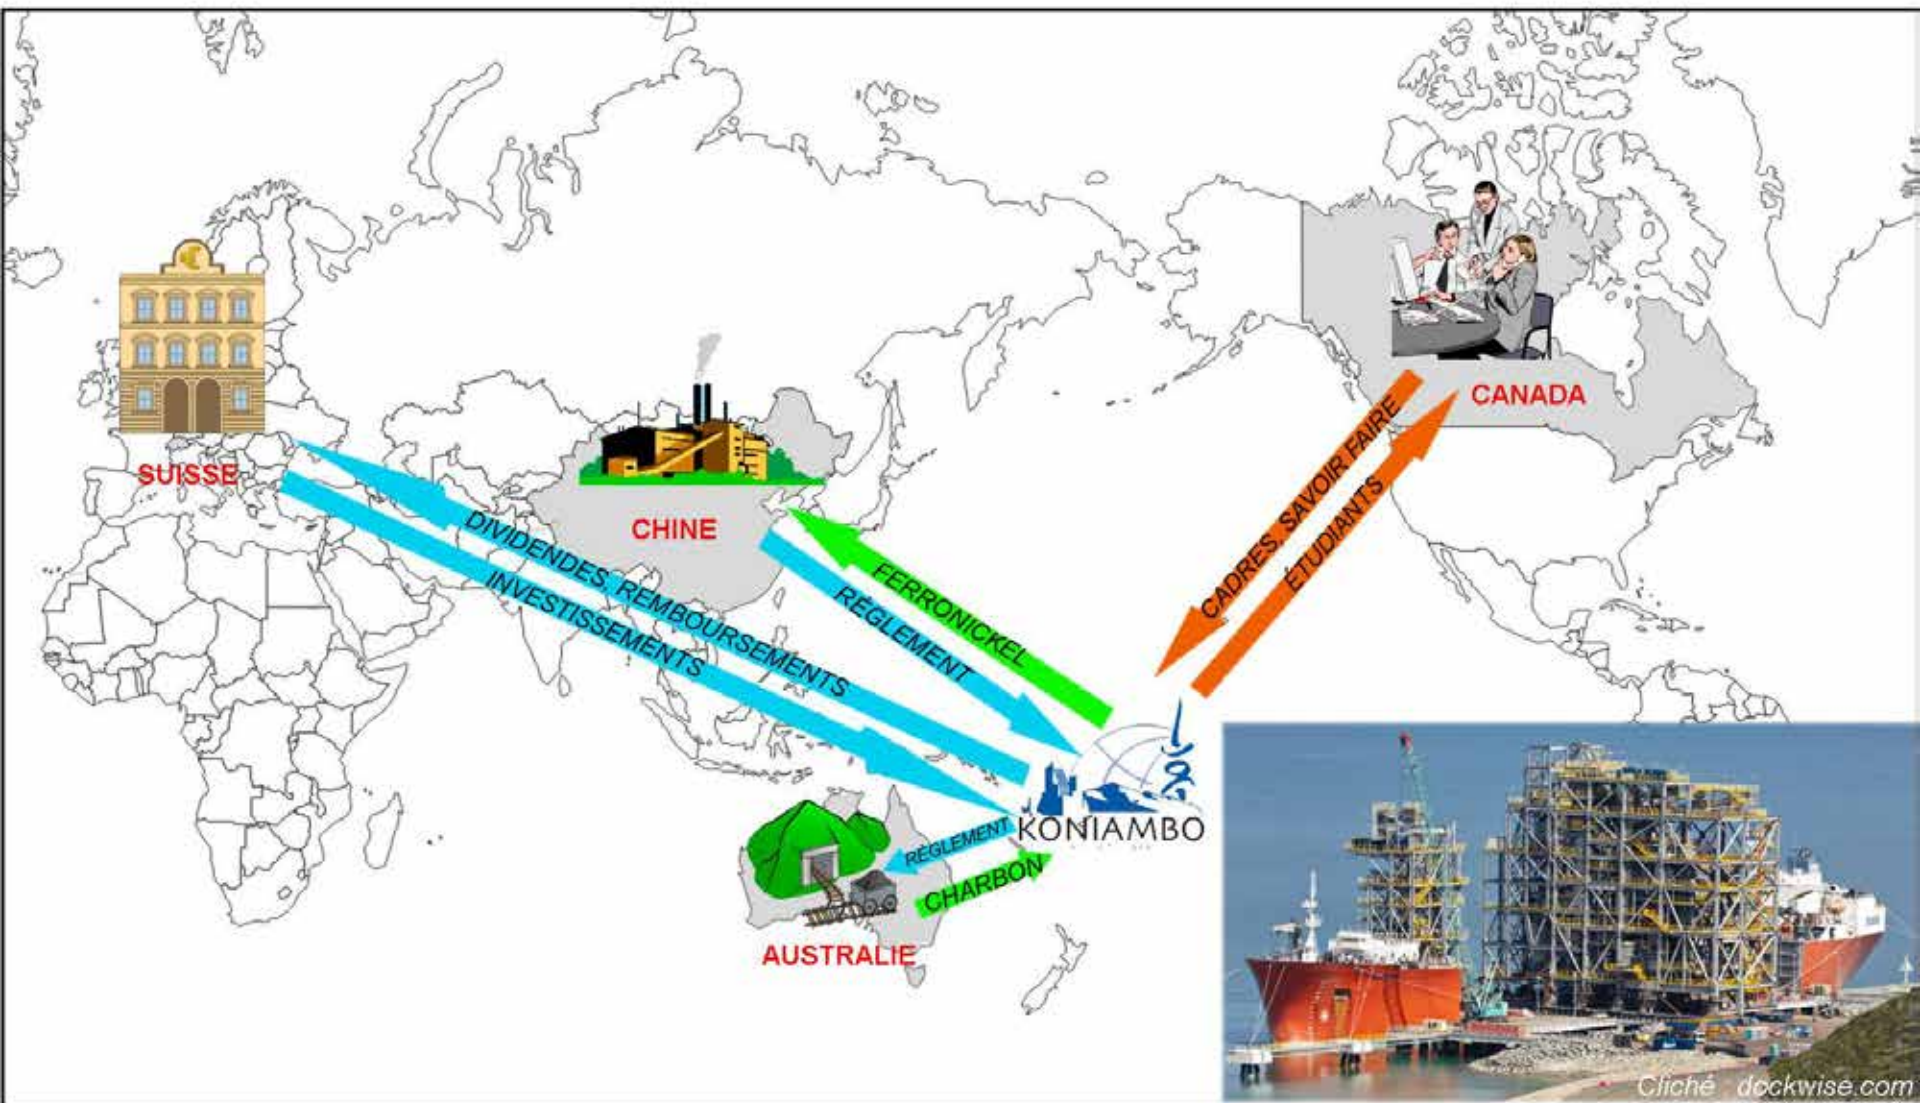 SUISSE
CHINE
CANADA
DIVIDENDES, REMBOURSEMENTS
INVESTISSEMENTS
FERRONICKEL
RÈGLEMENT
CADRES, SAVOIR FAIRE
ÉTUDIANTS
KONIAMBO
RÈGLEMENT
CHARBON
AUSTRALIE
Cliché : dockwise.com